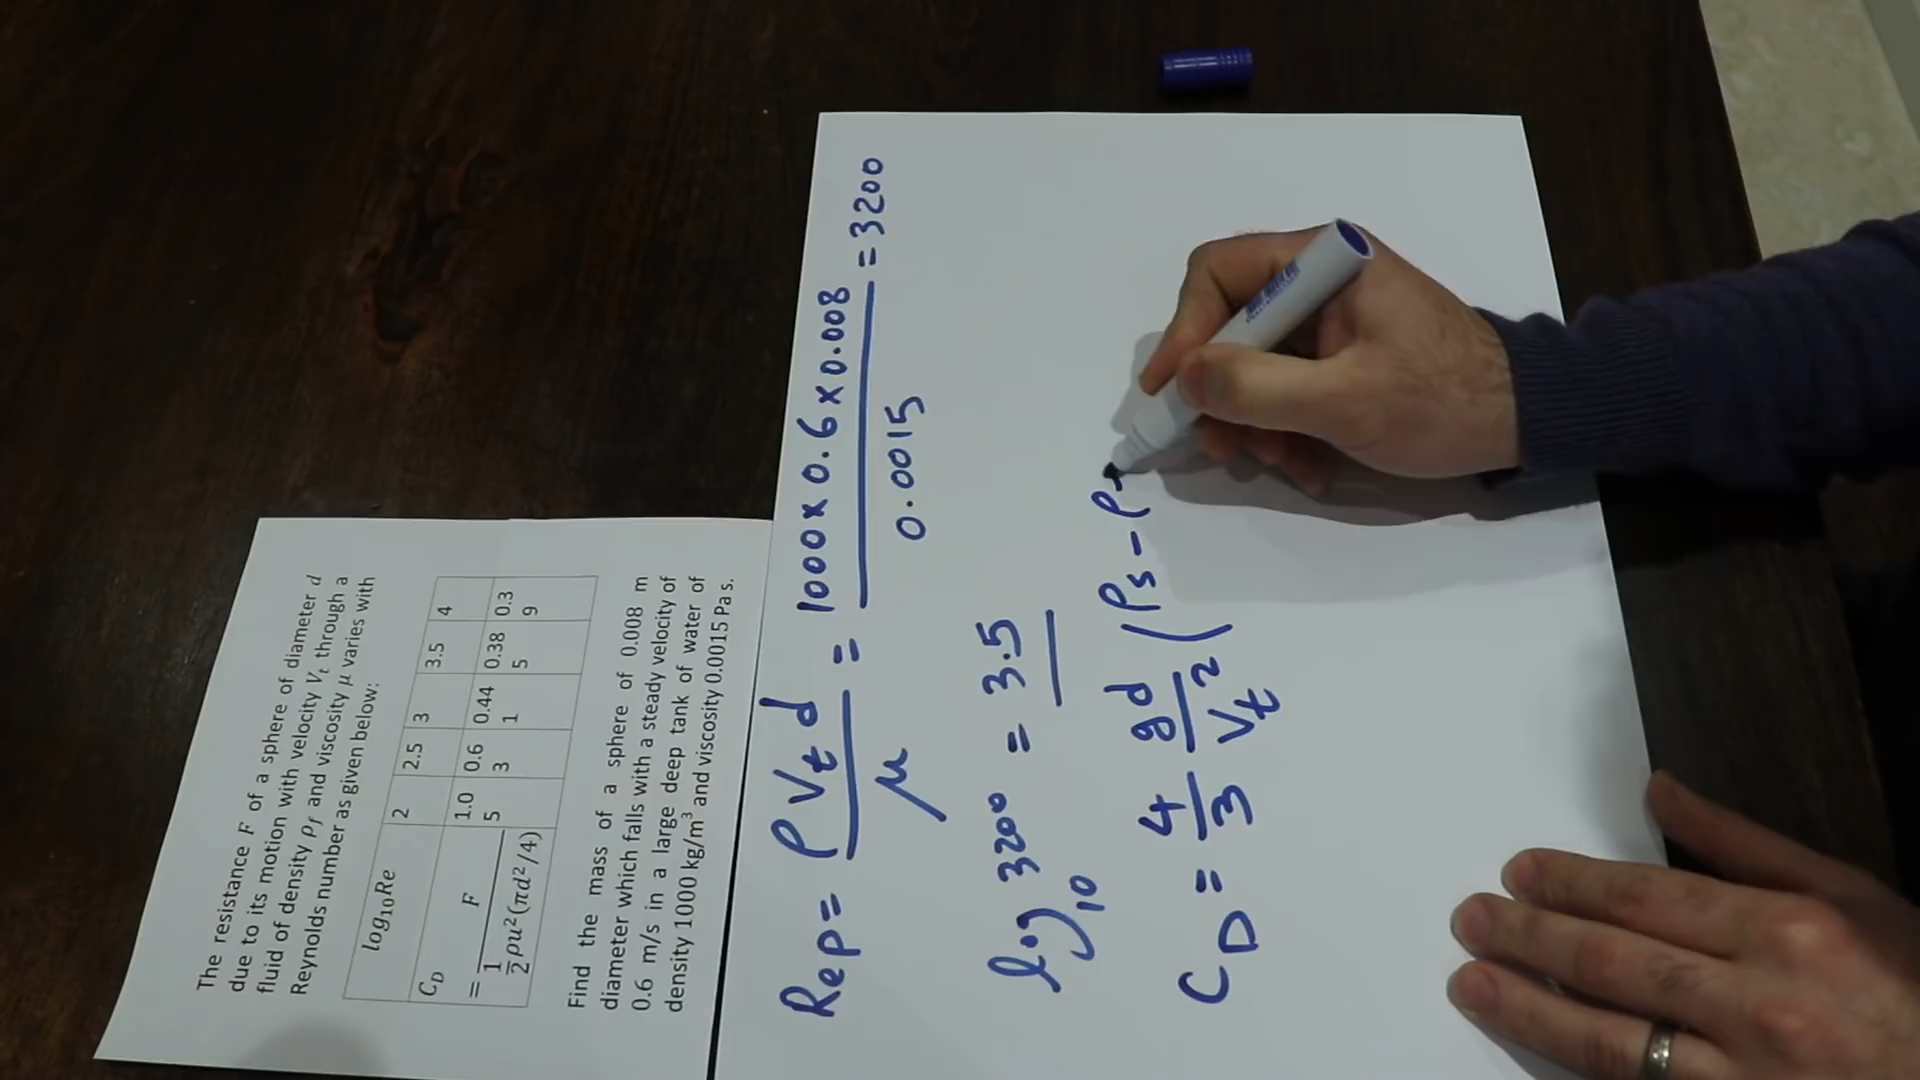 The resistance F of a sphere of diameter d
due to its motion with velocity Vt through a
fluid of density ρf and viscosity μ varies with
Reynolds number as given below:
log10Re 2 2.5 3 3.5 4
CD 1.0 0.6 0.44 0.38 0.3
= F / 1/2 ρu²(πd²/4) 5 3 1 5 9
Find the mass of a sphere of 0.008 m
diameter which falls with a steady velocity of
0.6 m/s in a large deep tank of water of
density 1000 kg/m³ and viscosity 0.0015 Pa s.
Rep = ρ Vt d / μ = 1000 x 0.6 x 0.008 / 0.0015 = 3200
log10 3200 = 3.5
CD = 4/3 gd/Vt² (ρs - ρ